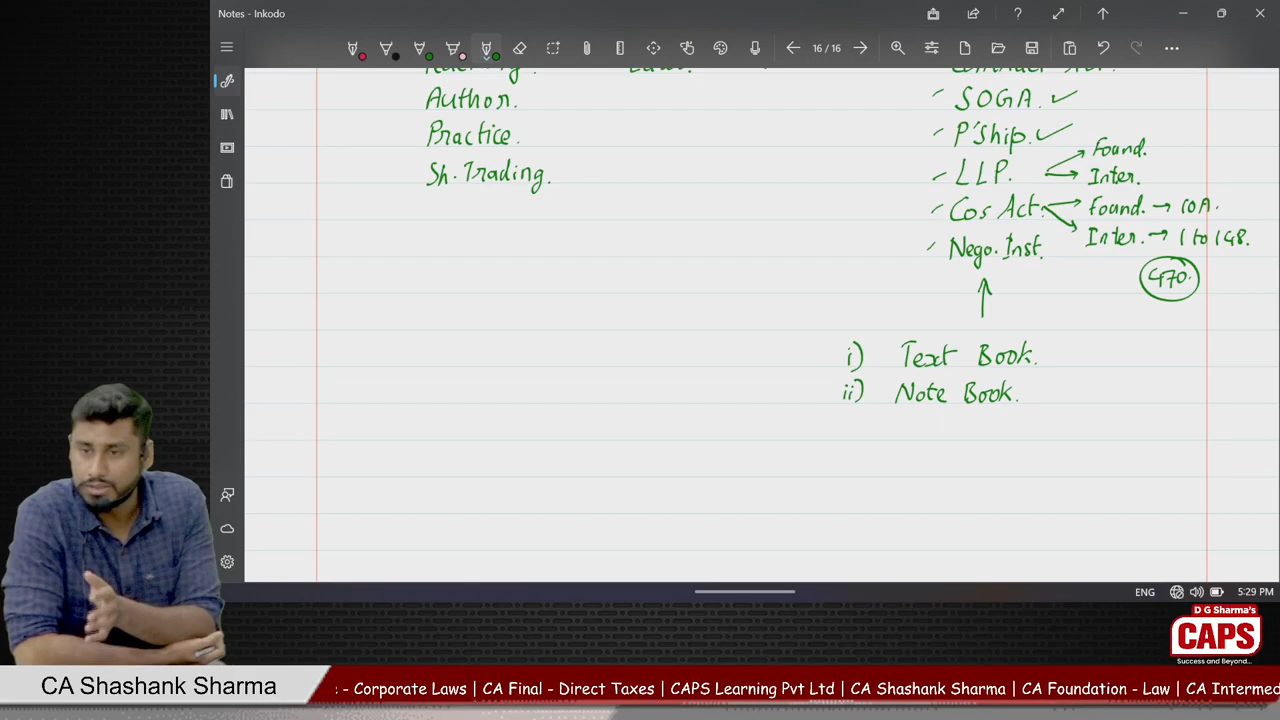 Notes - Inkodo
16 / 16
Author.
Practice.
Sh. Trading.
SOGA.
P'Ship.
LLP.
Found.
Inter.
Cos Act.
Found. → 10A.
Inter. → 1 to 148.
Nego. Inst.
470.
i) Text Book.
ii) Note Book.
ENG
5:29 PM
D G Sharma's
CAPS
Success and Beyond...
CA Shashank Sharma
- Corporate Laws | CA Final - Direct Taxes | CAPS Learning Pvt Ltd | CA Shashank Sharma | CA Foundation - Law | CA Intermed